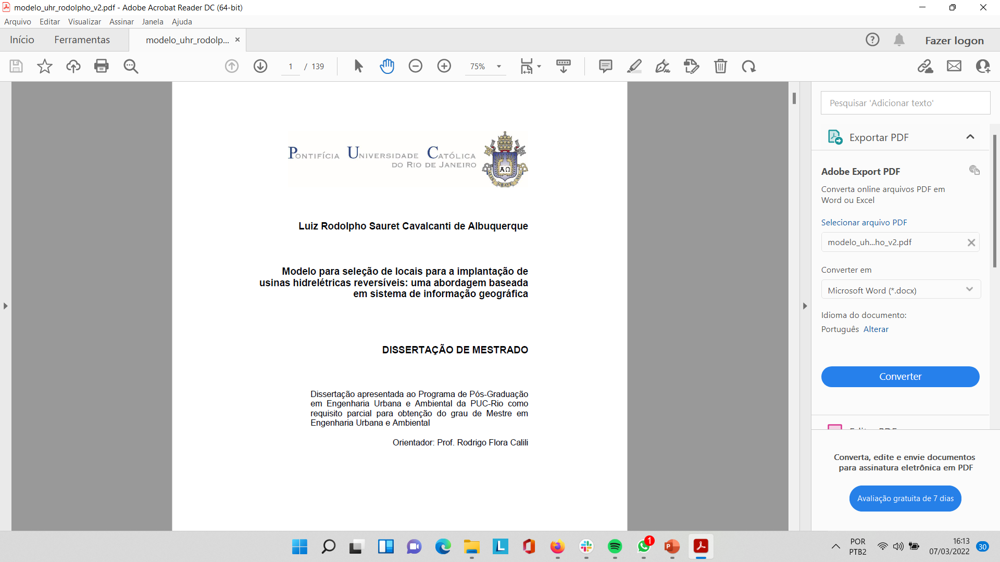 modelo_uhr_rodolpho_v2.pdf - Adobe Acrobat Reader DC (64-bit)
Arquivo Editar Visualizar Assinar Janela Ajuda
Início Ferramentas modelo_uhr_rodolp... Fazer logon
1 / 139 75%
Pesquisar 'Adicionar texto'
PONTIFÍCIA UNIVERSIDADE CATÓLICA
DO RIO DE JANEIRO
ΑΩ
ALIS GRAVE NIL
Luiz Rodolpho Sauret Cavalcanti de Albuquerque
Modelo para seleção de locais para a implantação de
usinas hidrelétricas reversíveis: uma abordagem baseada
em sistema de informação geográfica
DISSERTAÇÃO DE MESTRADO
Dissertação apresentada ao Programa de Pós-Graduação
em Engenharia Urbana e Ambiental da PUC-Rio como
requisito parcial para obtenção do grau de Mestre em
Engenharia Urbana e Ambiental
Orientador: Prof. Rodrigo Flora Calili
Exportar PDF
Adobe Export PDF
Converta online arquivos PDF em
Word ou Excel
Selecionar arquivo PDF
modelo_uh...ho_v2.pdf
Converter em
Microsoft Word (*.docx)
Idioma do documento:
Português Alterar
Converter
Converta, edite e envie documentos
para assinatura eletrônica em PDF
Avaliação gratuita de 7 dias
1
POR
PTB2
16:13
07/03/2022
30